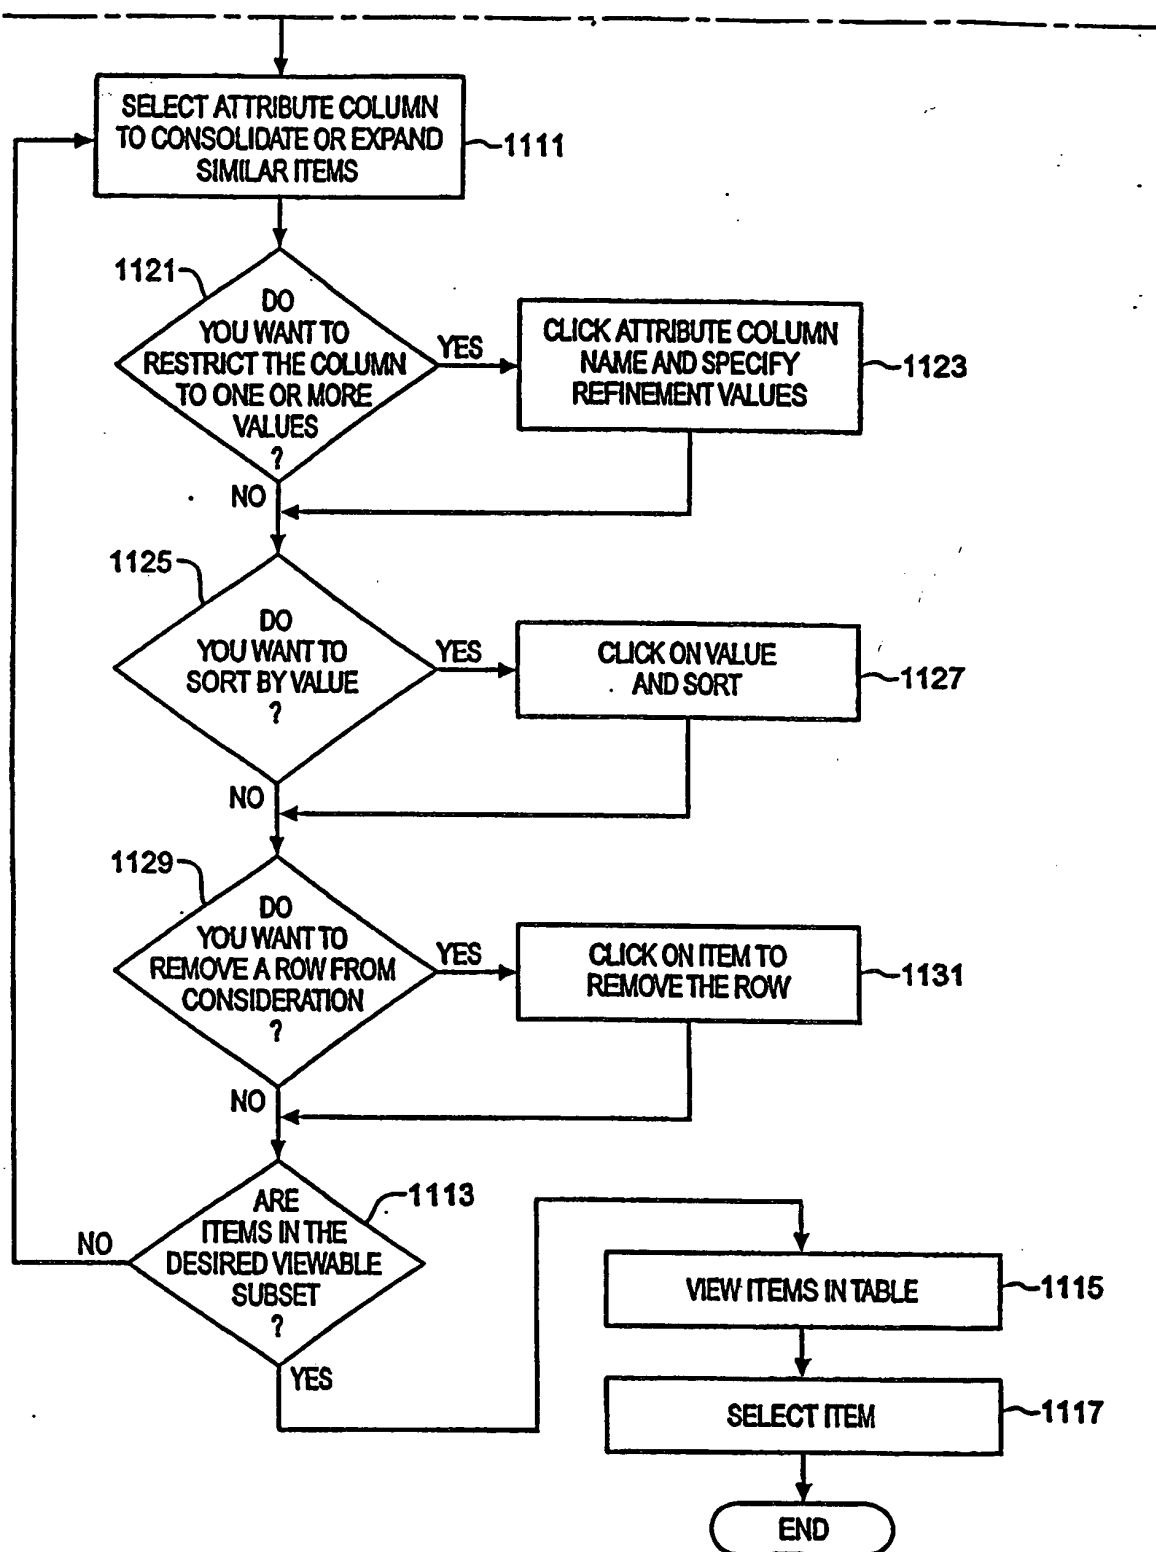 SELECT ATTRIBUTE COLUMN
TO CONSOLIDATE OR EXPAND
SIMILAR ITEMS
1111
1121
DO
YOU WANT TO
RESTRICT THE COLUMN
TO ONE OR MORE
VALUES
?
YES
CLICK ATTRIBUTE COLUMN
NAME AND SPECIFY
REFINEMENT VALUES
1123
NO
1125
DO
YOU WANT TO
SORT BY VALUE
?
YES
CLICK ON VALUE
AND SORT
1127
NO
1129
DO
YOU WANT TO
REMOVE A ROW FROM
CONSIDERATION
?
YES
CLICK ON ITEM TO
REMOVE THE ROW
1131
NO
1113
ARE
ITEMS IN THE
DESIRED VIEWABLE
SUBSET
?
NO
YES
VIEW ITEMS IN TABLE
1115
SELECT ITEM
1117
END